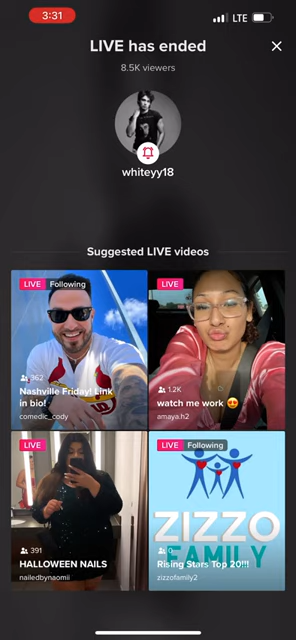 3:31
LTE
LIVE has ended
8.5K viewers
whiteyy18
Suggested LIVE videos
LIVE Following
362
Nashville Friday! Link
in bio!
comedic_cody
LIVE
1.2K
watch me work 😍
amaya.h2
LIVE
391
HALLOWEEN NAILS
nailedbynaomii
LIVE Following
ZIZZO
FAMILY
Rising Stars Top 20!!!
zizzofamily2